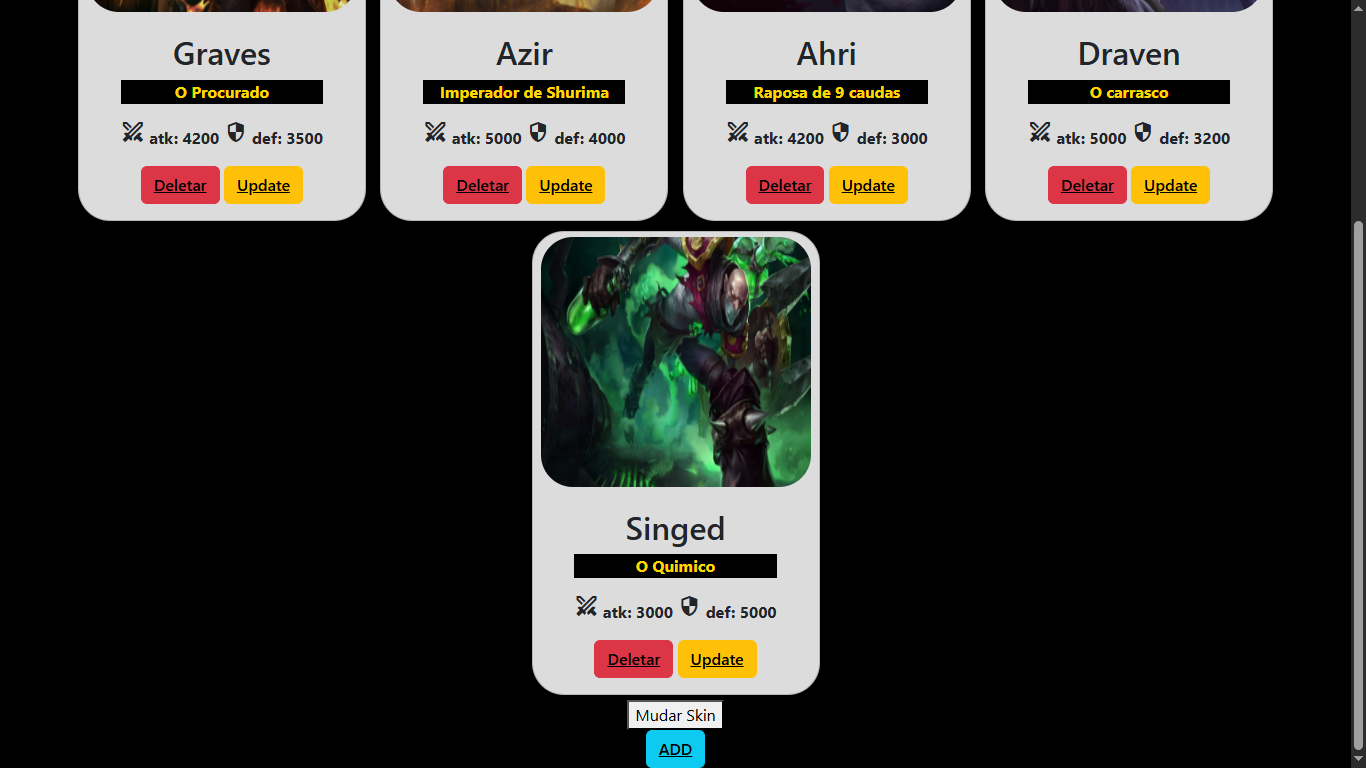 Graves
O Procurado
atk: 4200 def: 3500
Deletar Update
Azir
Imperador de Shurima
atk: 5000 def: 4000
Deletar Update
Ahri
Raposa de 9 caudas
atk: 4200 def: 3000
Deletar Update
Draven
O carrasco
atk: 5000 def: 3200
Deletar Update
Singed
O Quimico
atk: 3000 def: 5000
Deletar Update
Mudar Skin
ADD